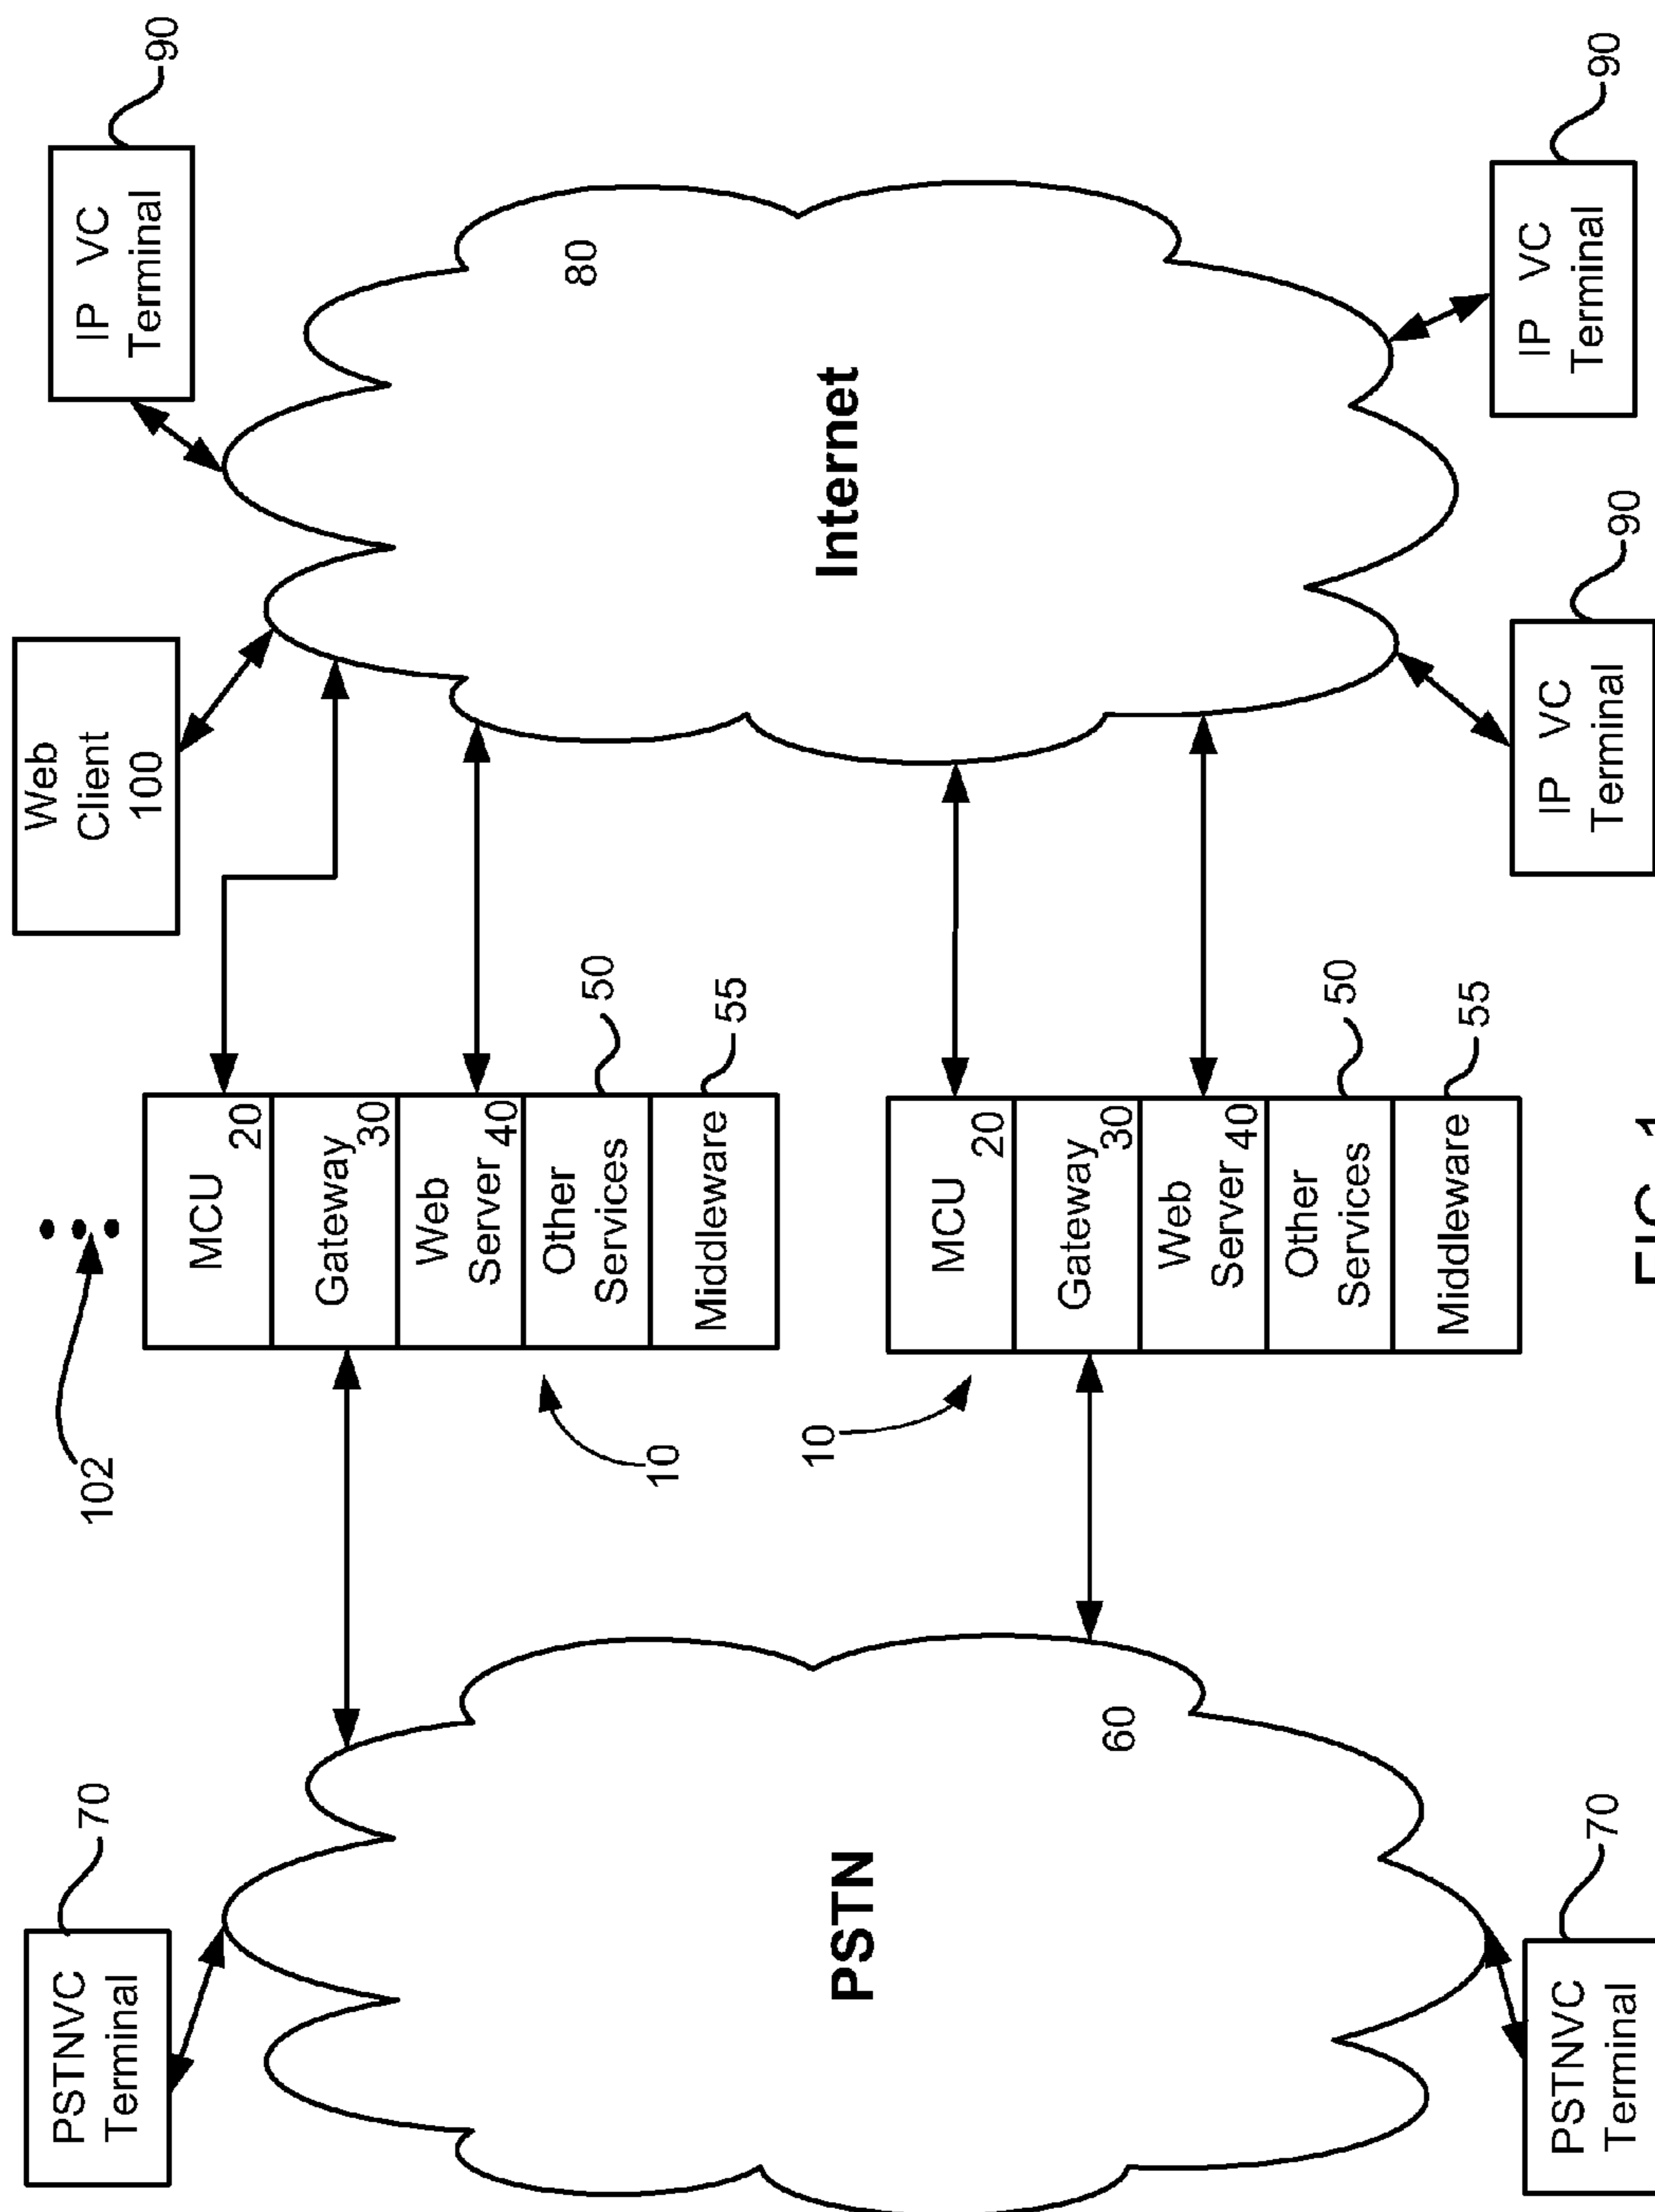 PSTNVC
Terminal
70
102
Web
Client
100
IP VC
Terminal
90
MCU
20
Gateway
30
Web
Server
40
Other
Services
50
Middleware
55
10
PSTN
60
Internet
80
10
MCU
20
Gateway
30
Web
Server
40
Other
Services
50
Middleware
55
PSTNVC
Terminal
70
IP VC
Terminal
90
IP VC
Terminal
90
FIG. 1